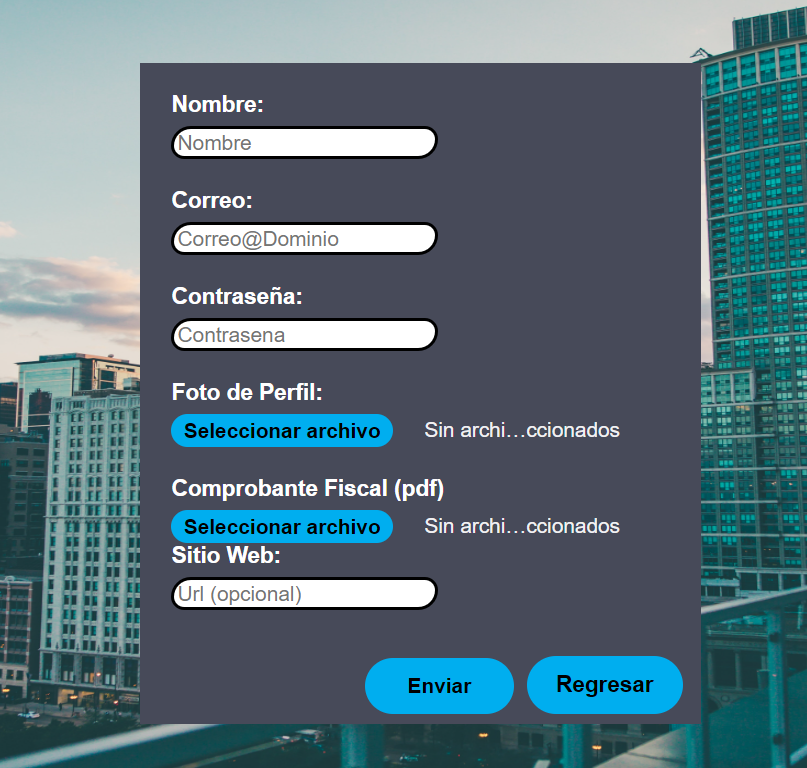 Nombre:
Nombre
Correo:
Correo@Dominio
Contraseña:
Contrasena
Foto de Perfil:
Seleccionar archivo Sin archi…ccionados
Comprobante Fiscal (pdf)
Seleccionar archivo Sin archi…ccionados
Sitio Web:
Url (opcional)
Enviar Regresar